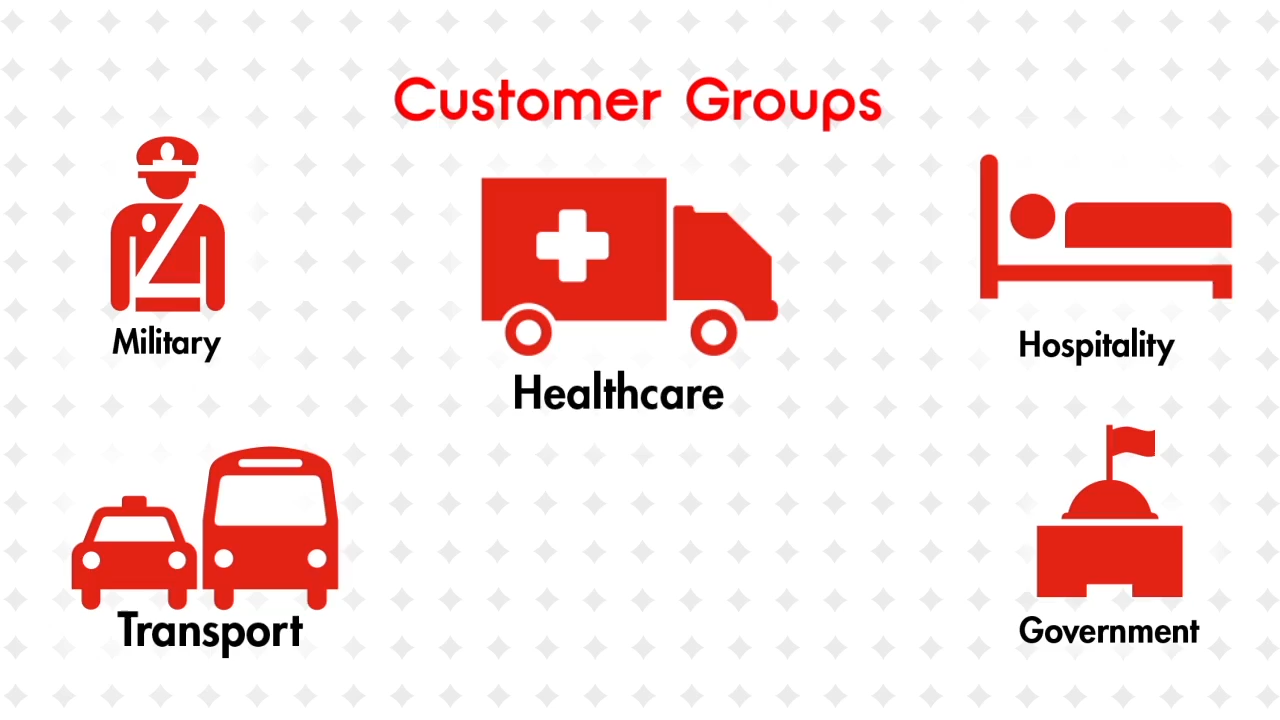 Customer Groups
Military
Healthcare
Hospitality
Transport
Government